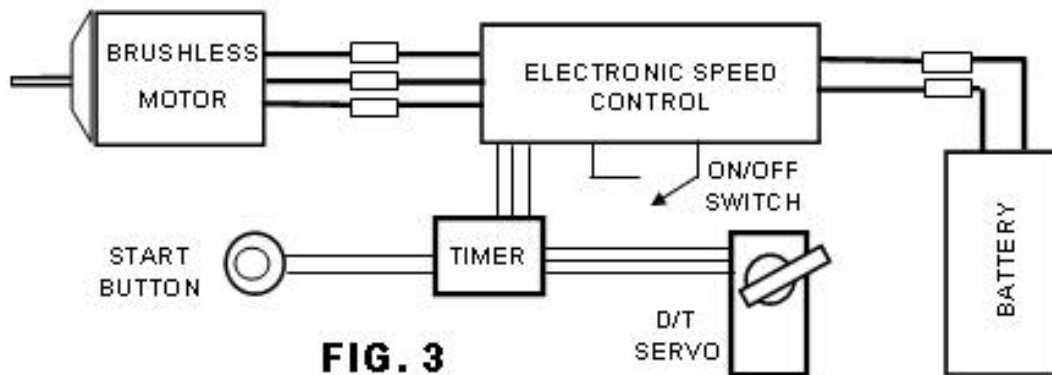 BRUSHLESS
MOTOR
ELECTRONIC SPEED
CONTROL
ON/OFF
SWITCH
START
BUTTON
TIMER
D/T
SERVO
BATTERY
FIG. 3